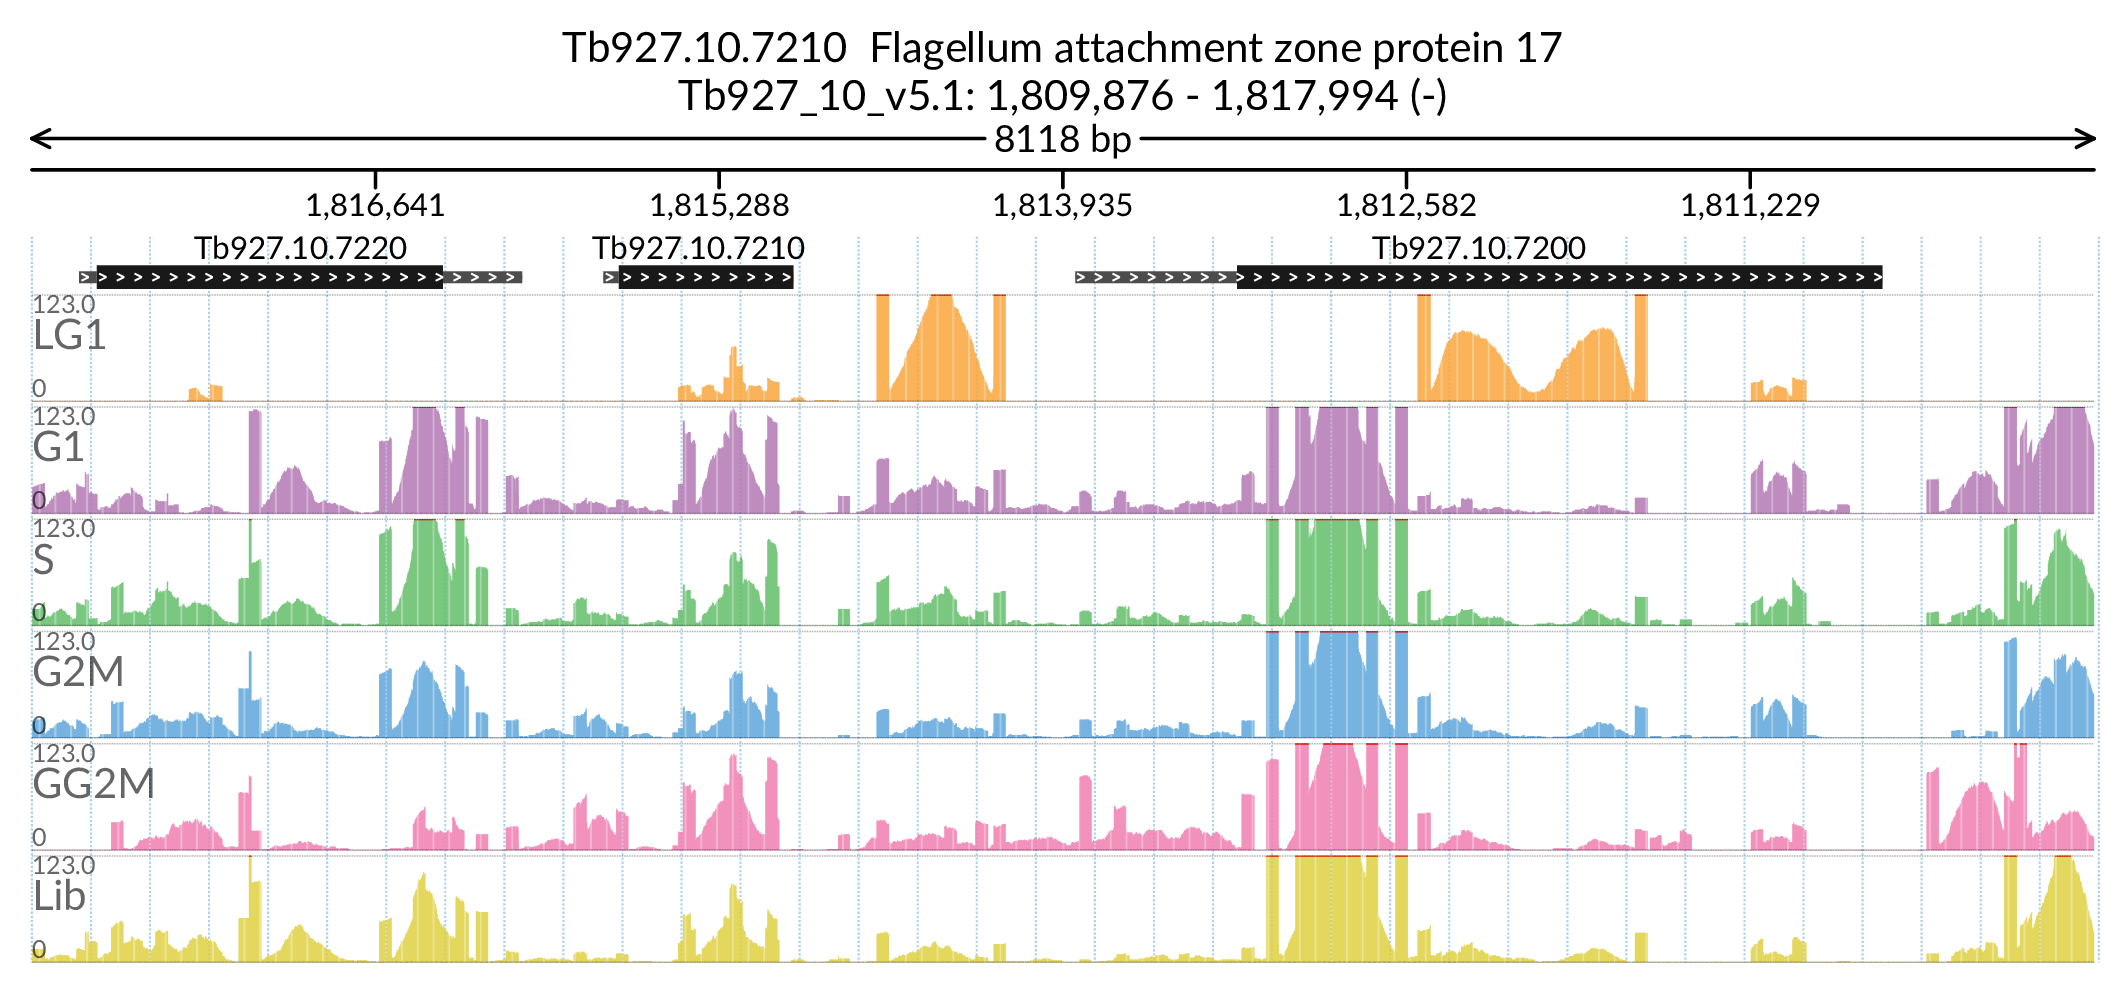 Tb927.10.7210  Flagellum attachment zone protein 17
Tb927_10_v5.1: 1,809,876 - 1,817,994 (-)
8118 bp
1,816,641 1,815,288 1,813,935 1,812,582 1,811,229
Tb927.10.7220 Tb927.10.7210 Tb927.10.7200
123.0
LG1
0
123.0
G1
0
123.0
S
0
123.0
G2M
0
123.0
GG2M
0
123.0
Lib
0